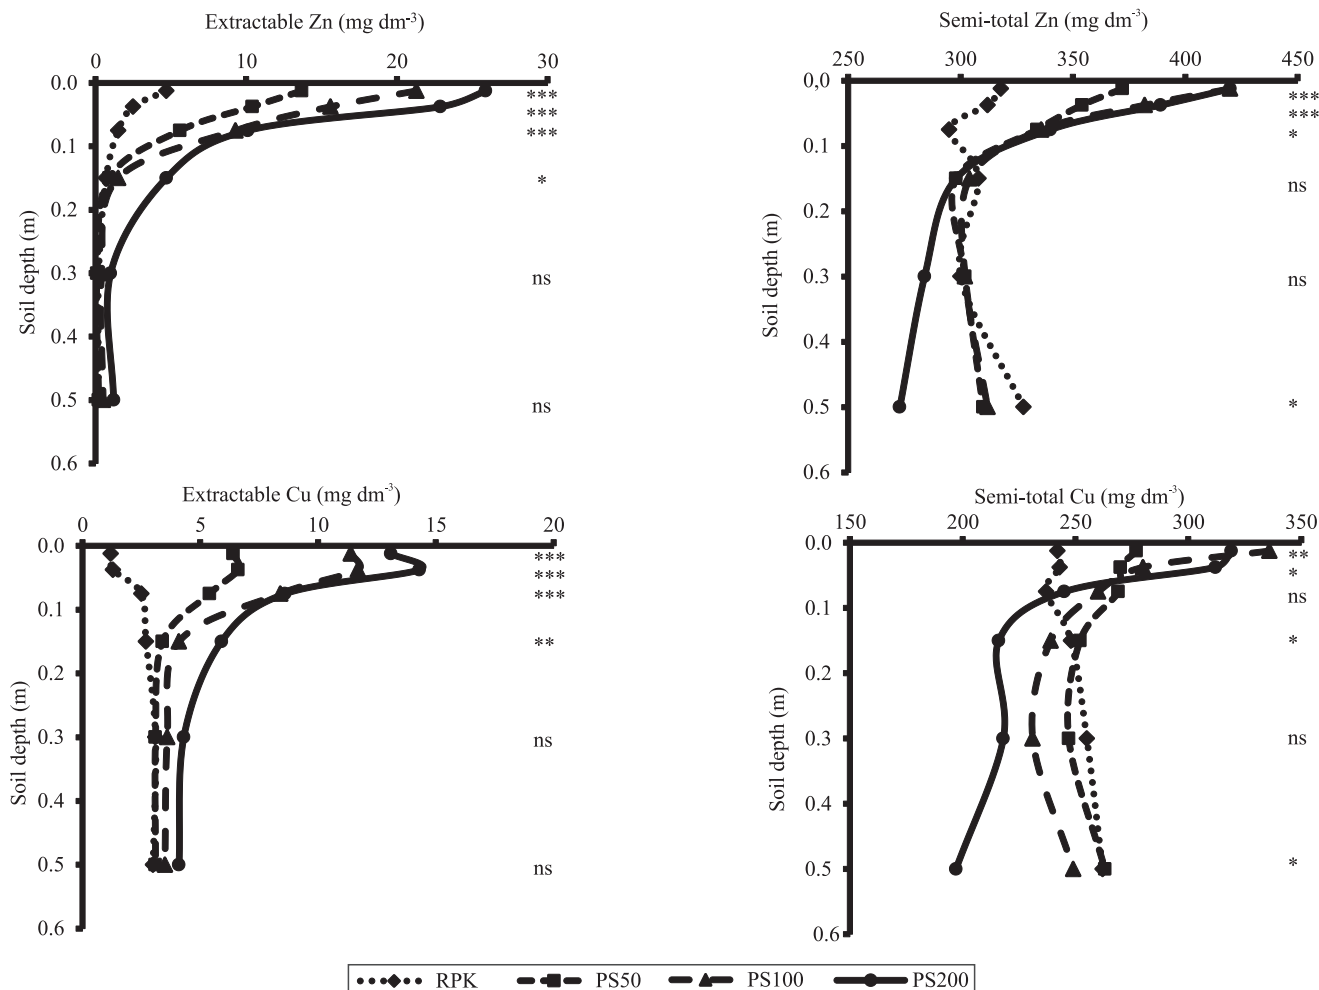 Extractable Zn (mg dm-3)
0 10 20 30
0.0
0.1
0.2
0.3
0.4
0.5
0.6
Soil depth (m)
***
***
***
*
ns
ns
Semi-total Zn (mg dm-3)
250 300 350 400 450
0,0
0.1
0.2
0.3
0.4
0.5
0.6
Soil depth (m)
***
***
*
ns
ns
*
Extractable Cu (mg dm-3)
0 5 10 15 20
0.0
0.1
0.2
0.3
0.4
0.5
0.6
Soil depth (m)
***
***
***
**
ns
ns
Semi-total Cu (mg dm-3)
150 200 250 300 350
0.0
0.1
0.2
0.3
0.4
0.5
0.6
Soil depth (m)
**
*
ns
*
ns
*
RPK PS50 PS100 PS200